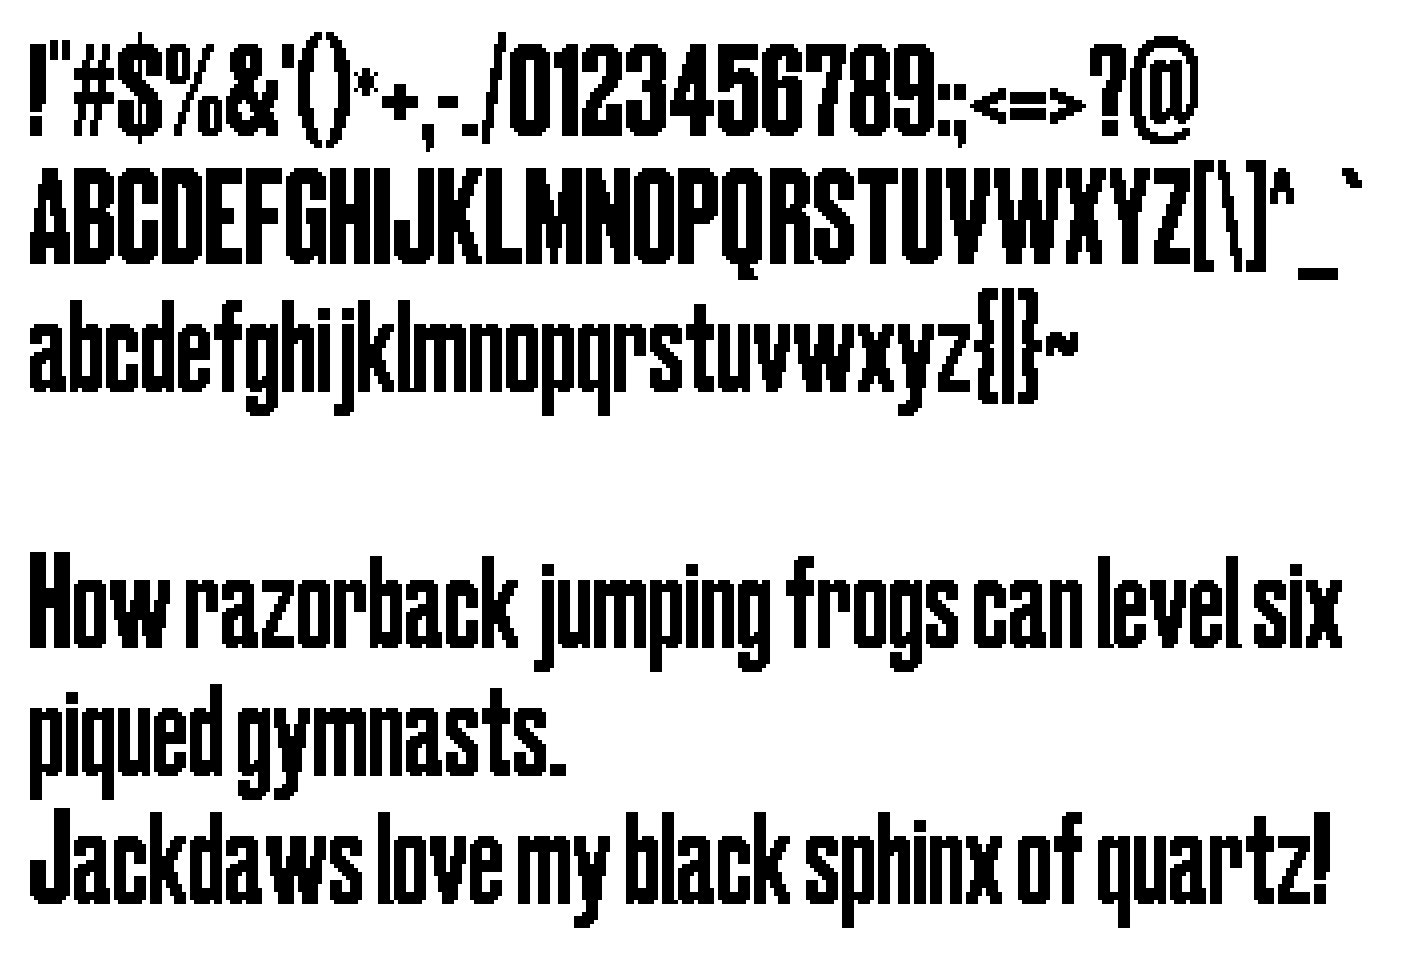 !"#$%&'()*+,-./0123456789:;<=>?@
ABCDEFGHIJKLMNOPQRSTUVWXYZ[\]^_`
abcdefghijklmnopqrstuvwxyz{|}~
How razorback jumping frogs can level six
piqued gymnasts.
Jackdaws love my black sphinx of quartz!